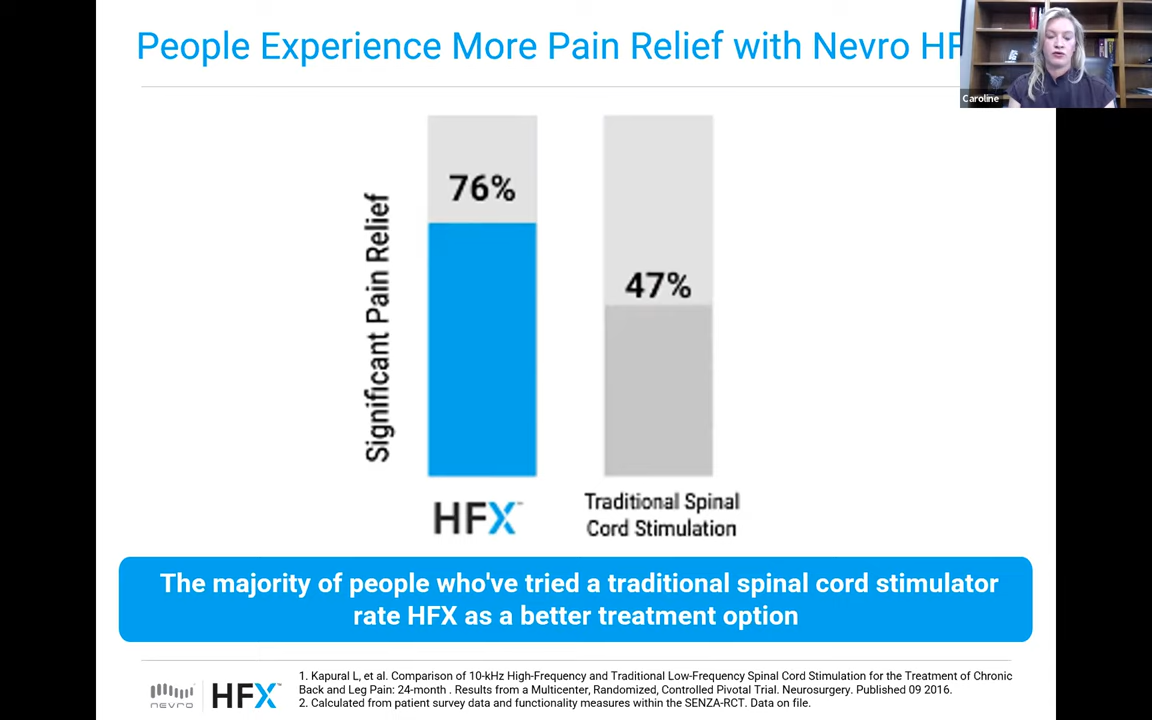 People Experience More Pain Relief with Nevro HF
Caroline
76%
47%
Significant Pain Relief
HFX™
Traditional Spinal
Cord Stimulation
The majority of people who've tried a traditional spinal cord stimulator
rate HFX as a better treatment option
nevro
HFX™
1. Kapural L, et al. Comparison of 10-kHz High-Frequency and Traditional Low-Frequency Spinal Cord Stimulation for the Treatment of Chronic
Back and Leg Pain: 24-month . Results from a Multicenter, Randomized, Controlled Pivotal Trial. Neurosurgery. Published 09 2016.
2. Calculated from patient survey data and functionality measures within the SENZA-RCT. Data on file.